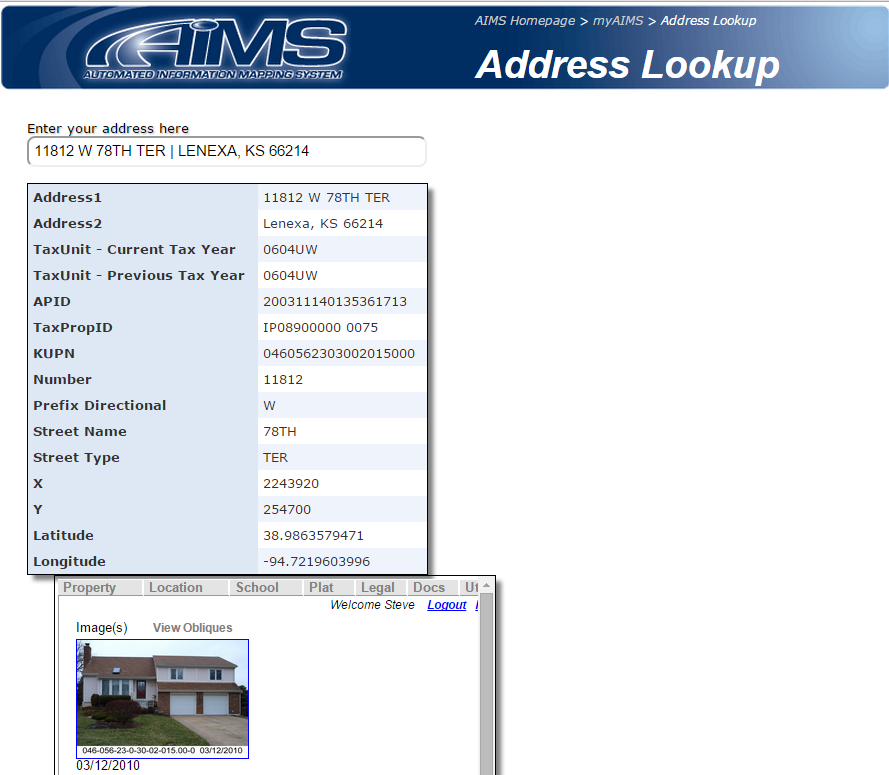 AIMS
AUTOMATED INFORMATION MAPPING SYSTEM
AIMS Homepage > myAIMS > Address Lookup
Address Lookup
Enter your address here
11812 W 78TH TER | LENEXA, KS 66214
Address1 11812 W 78TH TER
Address2 Lenexa, KS 66214
TaxUnit - Current Tax Year 0604UW
TaxUnit - Previous Tax Year 0604UW
APID 200311140135361713
TaxPropID IP08900000 0075
KUPN 0460562303002015000
Number 11812
Prefix Directional W
Street Name 78TH
Street Type TER
X 2243920
Y 254700
Latitude 38.9863579471
Longitude -94.7219603996
Property Location School Plat Legal Docs Ut
Welcome Steve Logout
Image(s) View Obliques
046-056-23-0-30-02-015.00-0 03/12/2010
03/12/2010